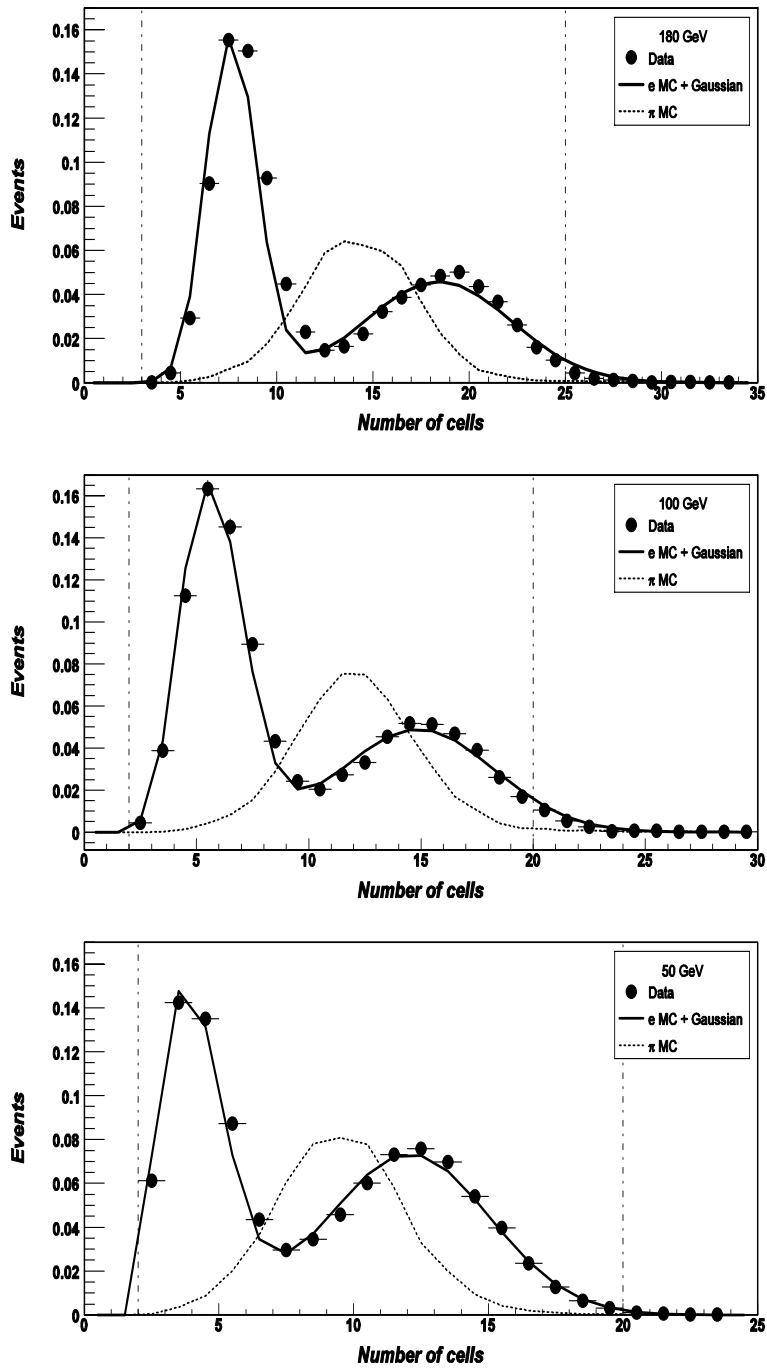 180 GeV
Data
e MC + Gaussian
π MC
0.16
0.14
0.12
0.1
0.08
0.06
0.04
0.02
0
Events
0 5 10 15 20 25 30 35
Number of cells
100 GeV
Data
e MC + Gaussian
π MC
0.16
0.14
0.12
0.1
0.08
0.06
0.04
0.02
0
Events
0 5 10 15 20 25 30
Number of cells
50 GeV
Data
e MC + Gaussian
π MC
0.16
0.14
0.12
0.1
0.08
0.06
0.04
0.02
0
Events
0 5 10 15 20 25
Number of cells